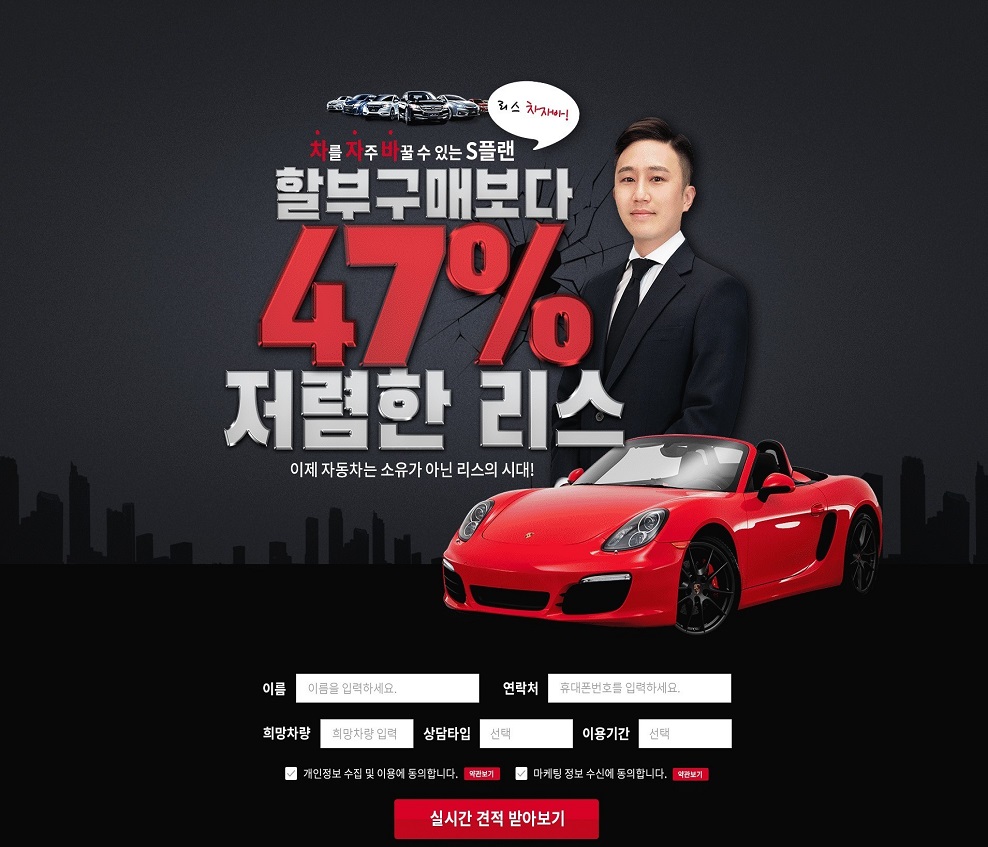 리스 차자바!
차를 자주 바꿀 수 있는 S플랜
할부구매보다
47%
저렴한 리스
이제 자동차는 소유가 아닌 리스의 시대!
이름 이름을 입력하세요. 연락처 휴대폰번호를 입력하세요.
희망차량 희망차량 입력 상담타입 선택 이용기간 선택
개인정보 수집 및 이용에 동의합니다. 약관보기 마케팅 정보 수신에 동의합니다. 약관보기
실시간 견적 받아보기